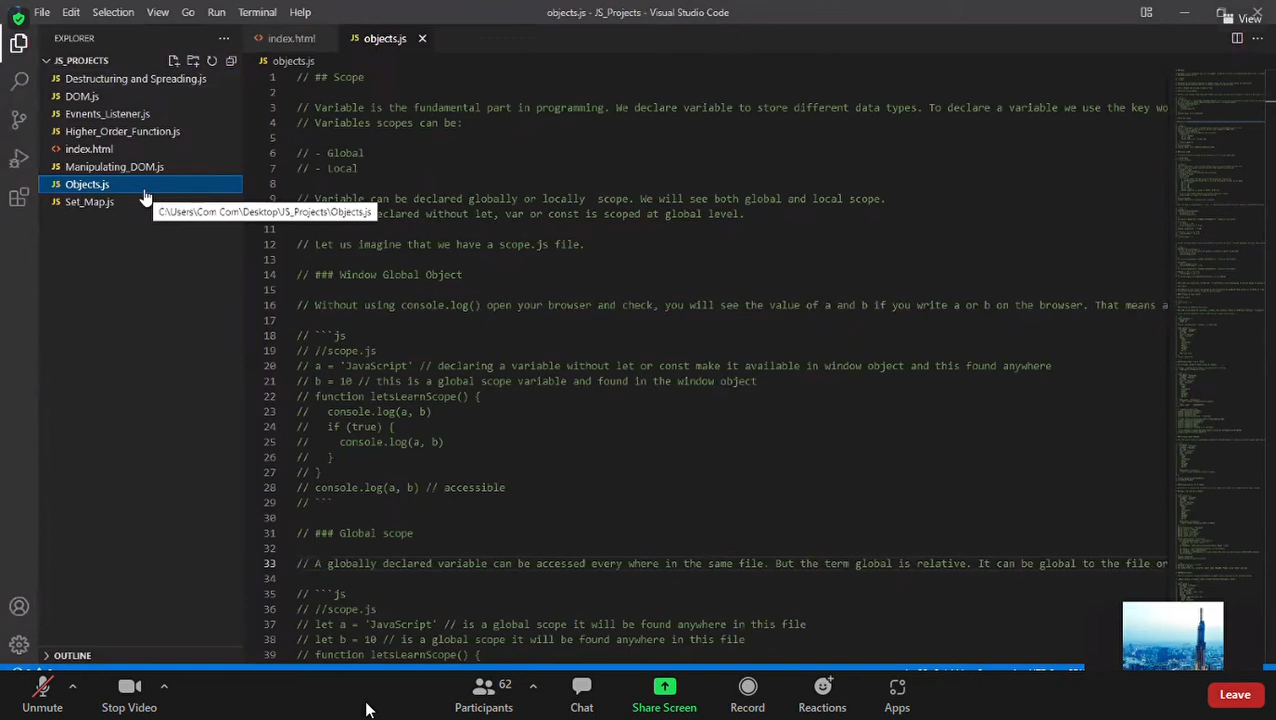 File Edit Selection View Go Run Terminal Help
objects.js - JS_Projects - Visual Studio Code
View
EXPLORER
JS_PROJECTS
Destructuring and Spreading.js
DOM.js
Higher_Order_Function.js
index.html
Manipulating_DOM.js
Objects.js
Set_Map.js
C:\Users\Com Com\Desktop\JS_Projects\Objects.js
OUTLINE
index.html
objects.js
objects.js
1 // ## Scope
2
3 Variable is the fundamental part in programming. We declare variable to store different data types. To declare a variable we use the key wo
4 // Variables scopes can be:
5
6 Global
7 Local
8
9 Variable can be declared globally or locally scope. We will see both global and local scope.
10 declared without let, var or const is scoped at global level.
11
12 // Let us imagine that we have a scope.js file.
13
14 // ### Window Global Object
15
16 // Without using console.log() open your browser and check, you will see the value of a and b if you write a or b on the browser. That means a
17
18 // ```js
19 // //scope.js
20 // a = 'JavaScript' // declaring a variable without let or const make it available in window object and this found anywhere
21 // b = 10 // this is a global scope variable and found in the window object
22 // function letsLearnScope() {
23 // console.log(a, b)
24 // if (true) {
25 // console.log(a, b)
26 // }
27 // }
28 // console.log(a, b) // accessible
29 // ```
30
31 // ### Global scope
32
33 where in the same file. But the term global is relative. It can be global to the file or
34
35 // ```js
36 // //scope.js
37 // let a = 'JavaScript' // is a global scope it will be found anywhere in this file
38 // let b = 10 // is a global scope it will be found anywhere in this file
39 // function letsLearnScope() {
Unmute
Stop Video
62
Participants
Chat
Share Screen
Record
Reactions
Apps
Leave